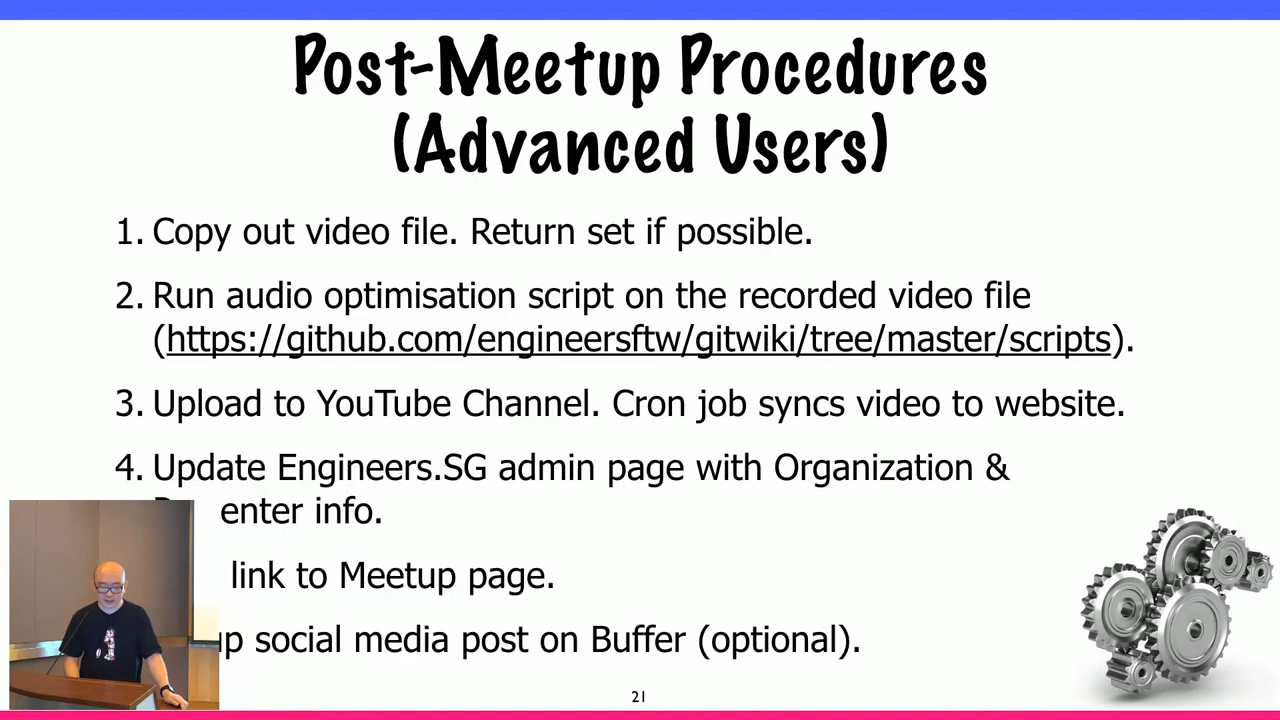 Post-Meetup Procedures
(Advanced Users)
1. Copy out video file. Return set if possible.
2. Run audio optimisation script on the recorded video file
(https://github.com/engineersftw/gitwiki/tree/master/scripts).
3. Upload to YouTube Channel. Cron job syncs video to website.
4. Update Engineers.SG admin page with Organization &
info.
link to Meetup page.
social media post on Buffer (optional).
21